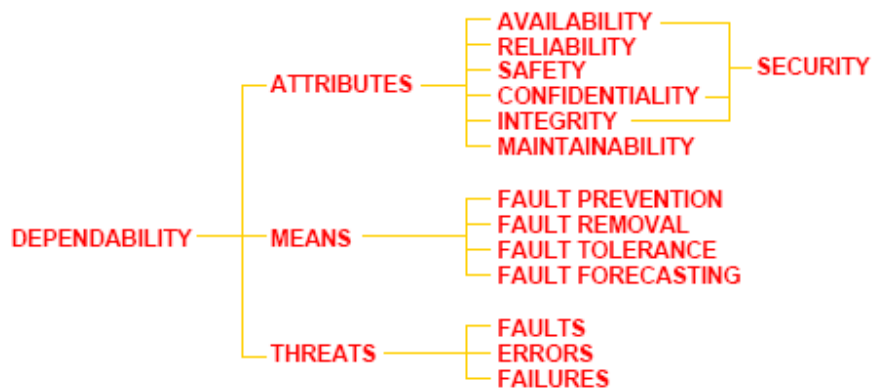 AVAILABILITY
RELIABILITY
SAFETY
CONFIDENTIALITY
INTEGRITY
MAINTAINABILITY
SECURITY
ATTRIBUTES
DEPENDABILITY
MEANS
FAULT PREVENTION
FAULT REMOVAL
FAULT TOLERANCE
FAULT FORECASTING
THREATS
FAULTS
ERRORS
FAILURES